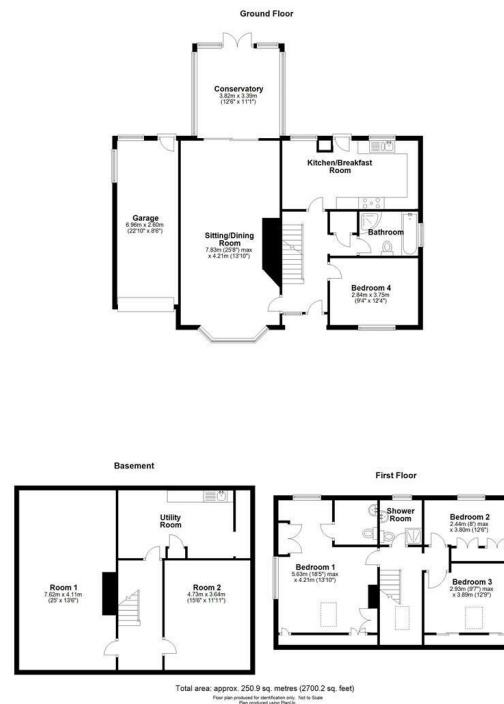 Ground Floor
Conservatory
3.82m x 3.39m
(12'6" x 11'1")
Kitchen/Breakfast
Room
Garage
6.96m x 2.60m
(22'10" x 8'6")
Sitting/Dining
Room
7.83m (25'8") max
x 4.21m (13'10")
Bathroom
Bedroom 4
2.84m x 3.75m
(9'4" x 12'4")
Basement
Utility
Room
Room 1
7.62m x 4.11m
(25' x 13'6")
Room 2
4.73m x 3.64m
(15'6" x 11'11")
First Floor
Shower
Room
Bedroom 2
2.44m (8') max
x 3.80m (12'6")
Bedroom 1
5.63m (18'5") max
x 4.21m (13'10")
Bedroom 3
2.93m (9'7") max
x 3.89m (12'9")
Total area: approx. 250.9 sq. metres (2700.2 sq. feet)
Floor plan produced for identification only. Not to Scale
Plan produced using PlanUp.